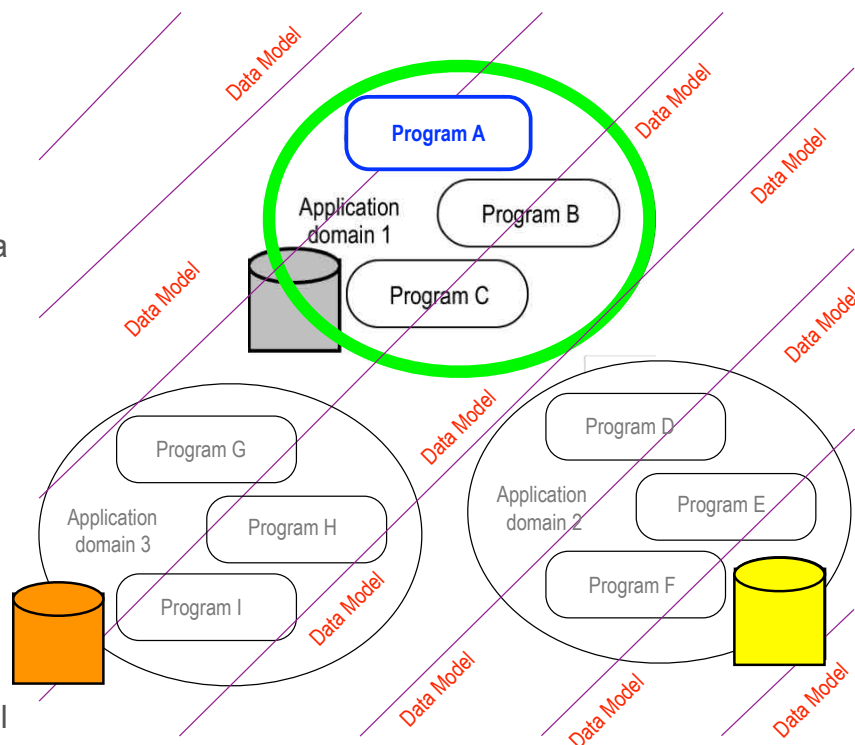 Data Model
Data Model
Program A
Data Model
Application
domain 1
Program B
a
Data Model
Program C
Data Model
Data Model
Program D
Program G
Application
domain 2
Program E
Application
domain 3
Program H
Program F
Program I
Data Model
Data Model
Data Model
Data Model
l